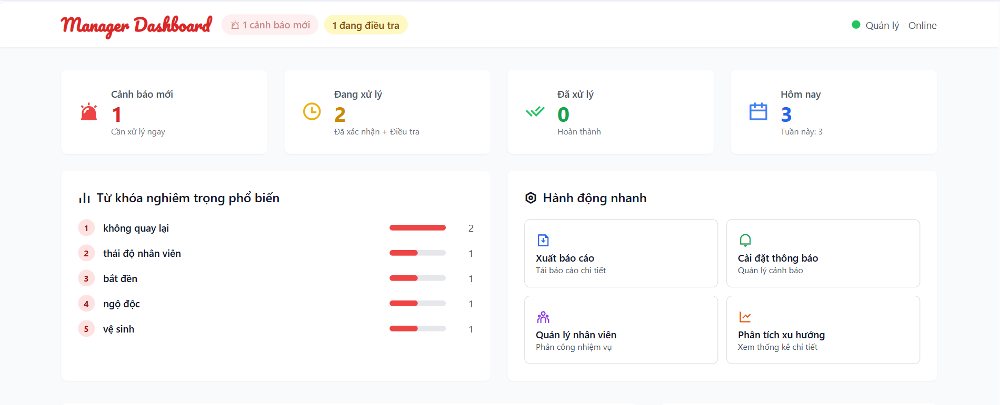 Manager Dashboard
1 cảnh báo mới
1 đang điều tra
Quản lý - Online
Cảnh báo mới
1
Cần xử lý ngay
Đang xử lý
2
Đã xác nhận + Điều tra
Đã xử lý
0
Hoàn thành
Hôm nay
3
Tuần này: 3
Từ khóa nghiêm trọng phổ biến
1 không quay lại 2
2 thái độ nhân viên 1
3 bắt đền 1
4 ngộ độc 1
5 vệ sinh 1
Hành động nhanh
Xuất báo cáo
Tải báo cáo chi tiết
Cài đặt thông báo
Quản lý cảnh báo
Quản lý nhân viên
Phân công nhiệm vụ
Phân tích xu hướng
Xem thống kê chi tiết